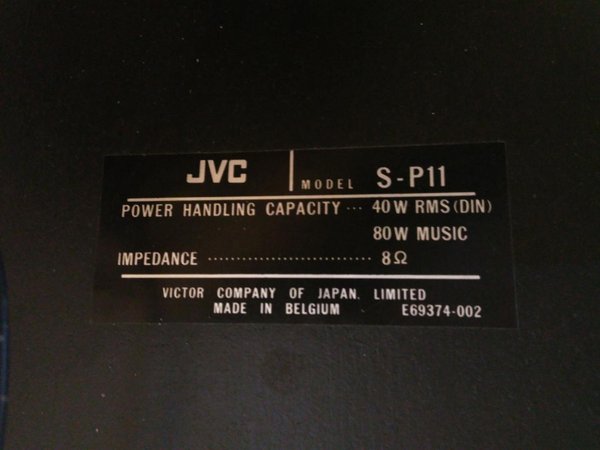 JVC MODEL S-P11
POWER HANDLING CAPACITY ··· 40W RMS (DIN)
80W MUSIC
IMPEDANCE ··························· 8Ω
VICTOR COMPANY OF JAPAN. LIMITED
MADE IN BELGIUM E69374-002